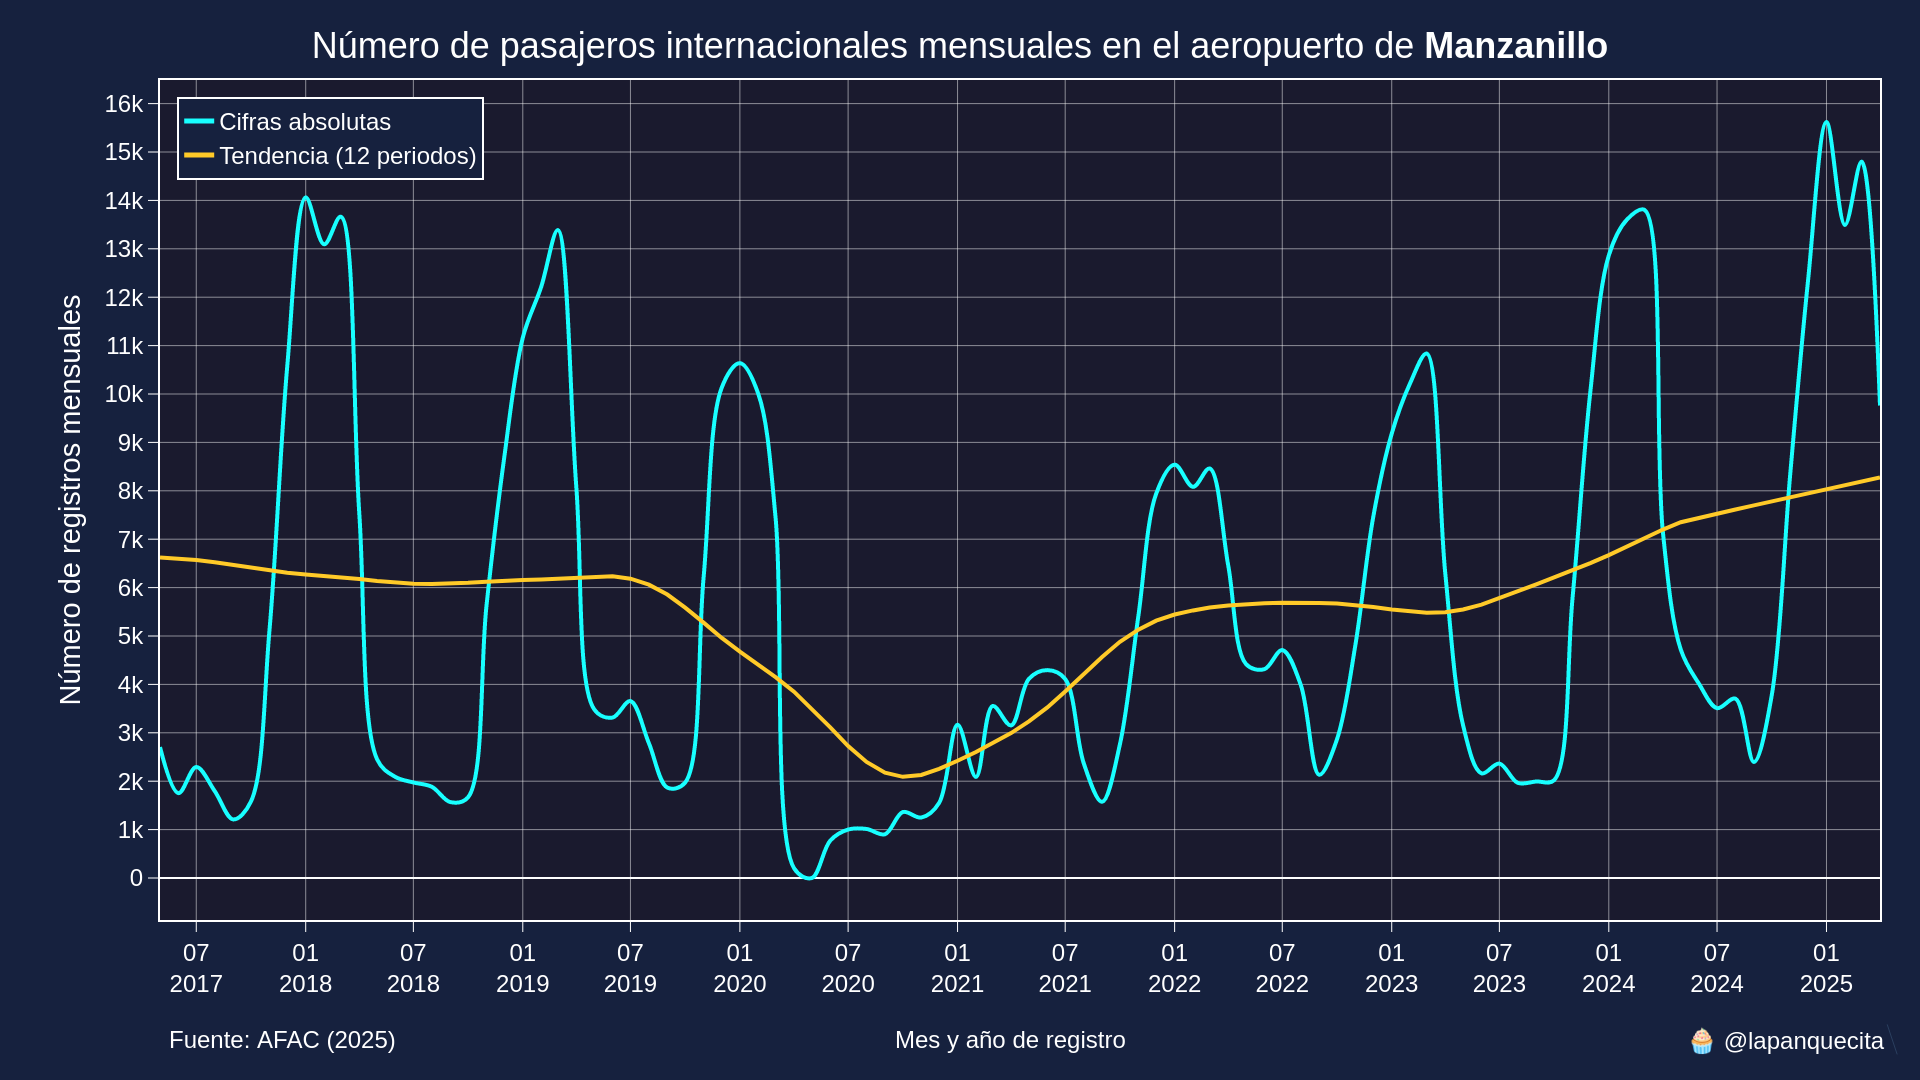 Número de pasajeros internacionales mensuales en el aeropuerto de Manzanillo
Cifras absolutas
Tendencia (12 periodos)
Número de registros mensuales
16k
15k
14k
13k
12k
11k
10k
9k
8k
7k
6k
5k
4k
3k
2k
1k
0
07 01 07 01 07 01 07 01 07 01 07 01 07 01 07 01
2017 2018 2018 2019 2019 2020 2020 2021 2021 2022 2022 2023 2023 2024 2024 2025
Fuente: AFAC (2025)
Mes y año de registro
🧁 @lapanquecita